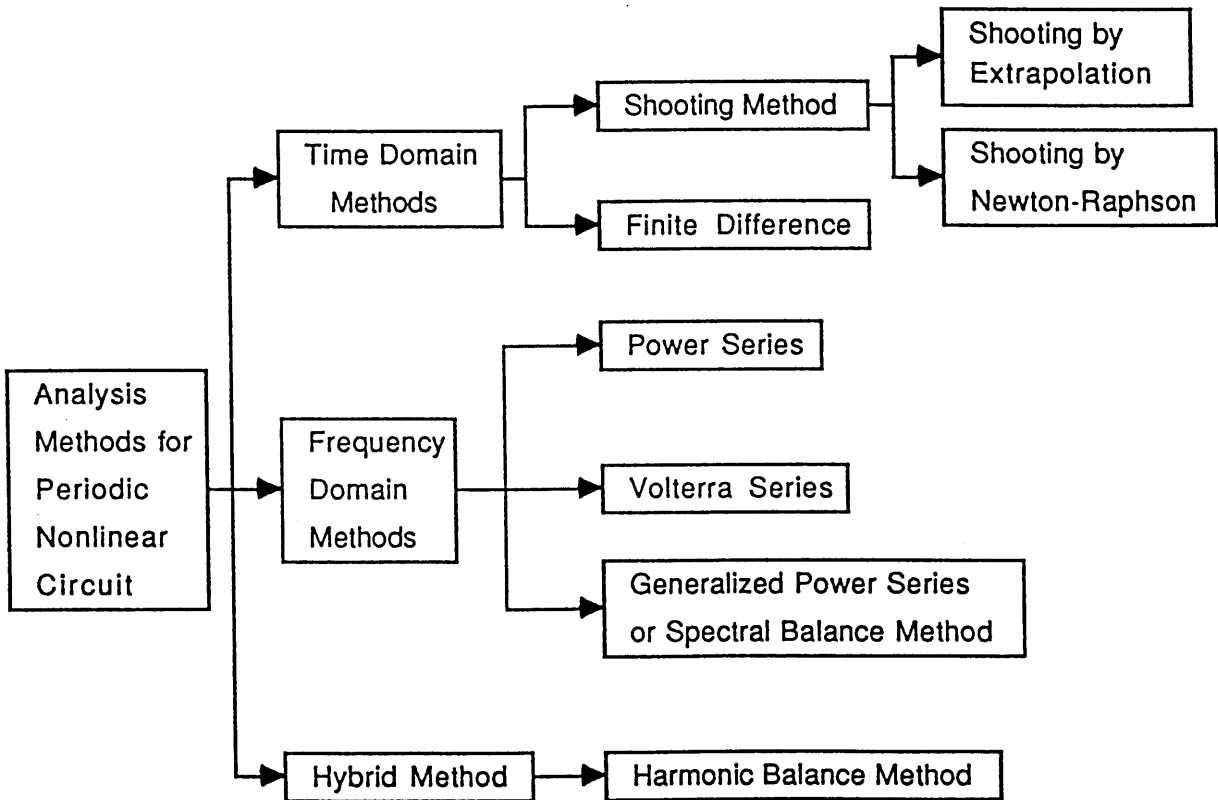 Shooting by
Extrapolation
Shooting Method
Shooting by
Newton-Raphson
Time Domain
Methods
Finite Difference
Power Series
Analysis
Methods for
Periodic
Nonlinear
Circuit
Frequency
Domain
Methods
Volterra Series
Generalized Power Series
or Spectral Balance Method
Hybrid Method
Harmonic Balance Method